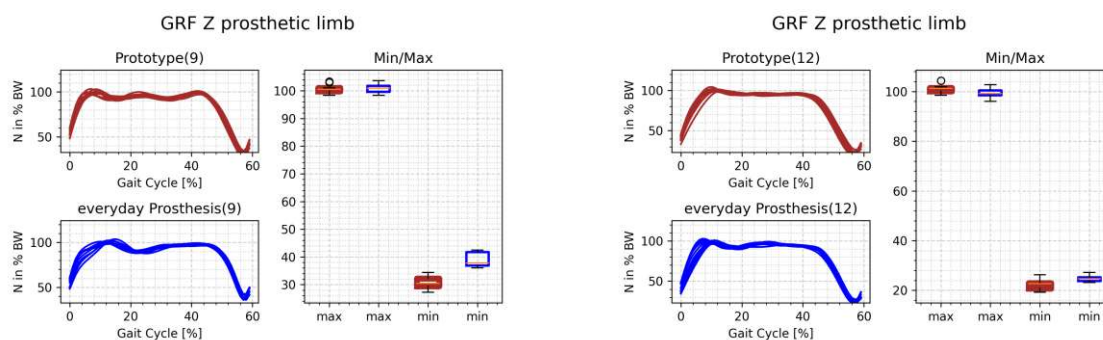 GRF Z prosthetic limb
Prototype(9)
N in % BW
100
50
0 20 40 60
Gait Cycle [%]
everyday Prosthesis(9)
N in % BW
100
50
0 20 40 60
Gait Cycle [%]
Min/Max
100
90
80
70
60
50
40
30
max max min min
GRF Z prosthetic limb
Prototype(12)
N in % BW
100
50
0 20 40 60
Gait Cycle [%]
everyday Prosthesis(12)
N in % BW
100
50
0 20 40 60
Gait Cycle [%]
Min/Max
100
80
60
40
20
max max min min